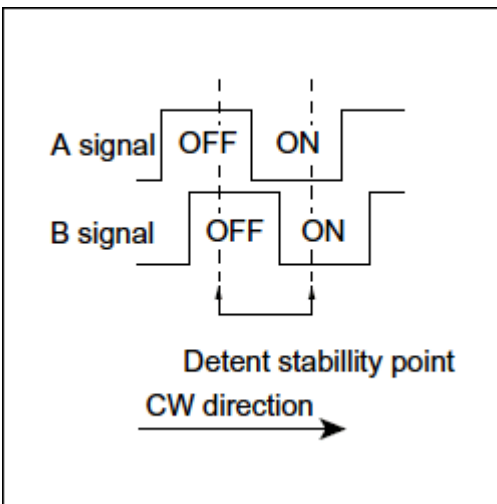 A signal OFF ON
B signal OFF ON
Detent stabillity point
CW direction